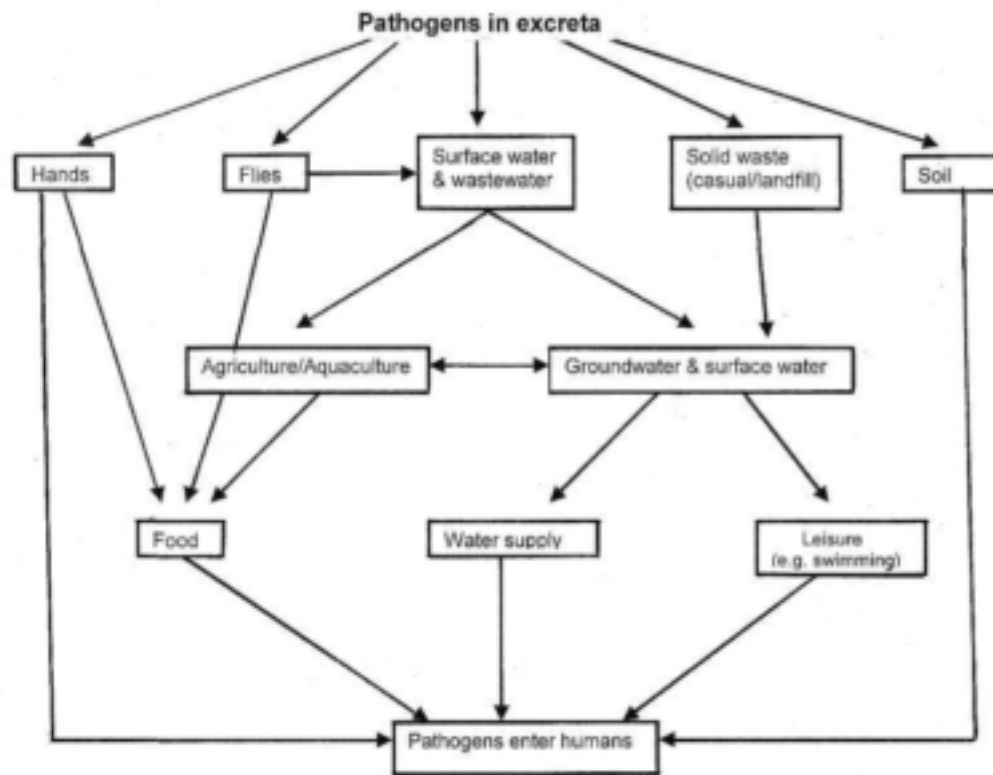 Pathogens in excreta
Hands
Flies
Surface water
& wastewater
Solid waste
(casual/landfill)
Soil
Agriculture/Aquaculture
Groundwater & surface water
Food
Water supply
Leisure
(e.g. swimming)
Pathogens enter humans